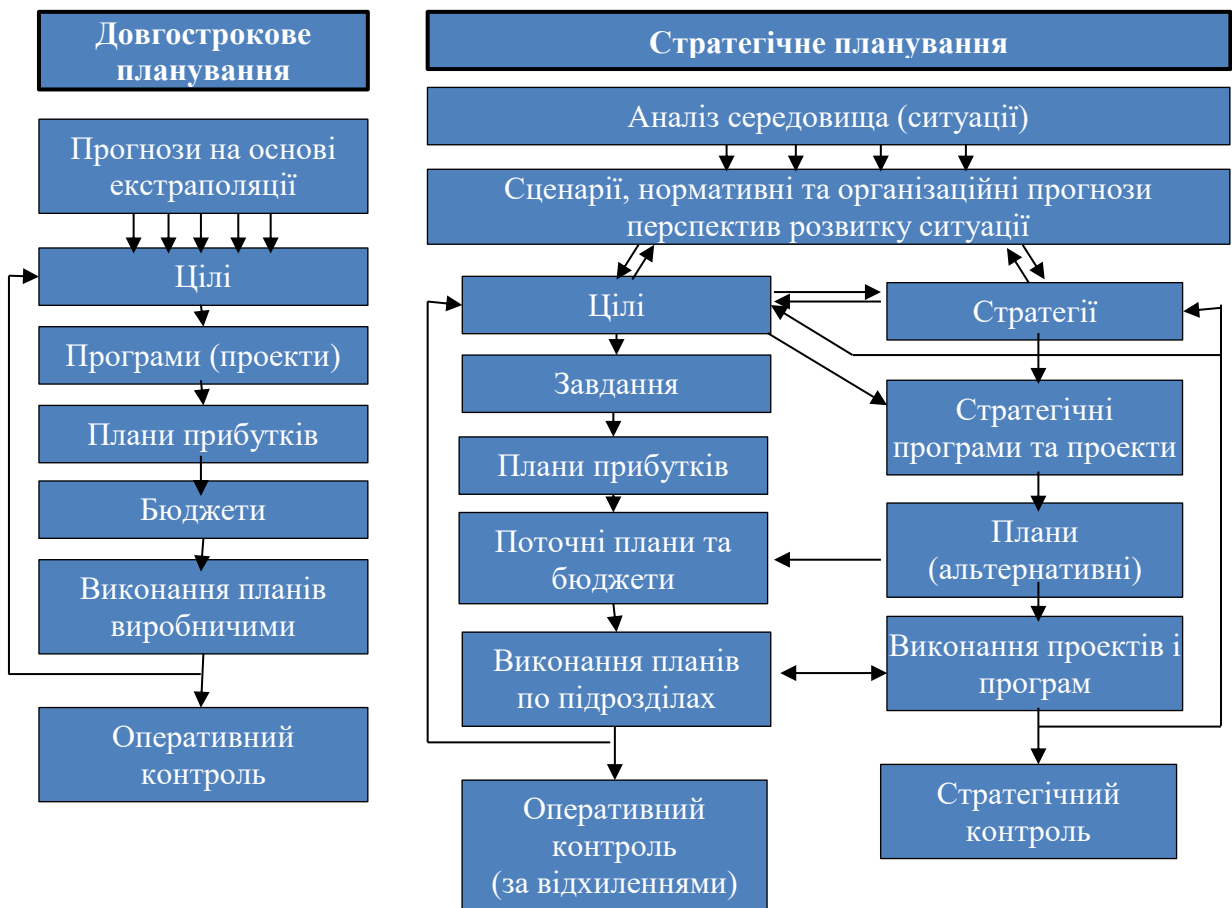 Довгострокове
планування
Прогнози на основі
екстраполяції
Цілі
Програми (проекти)
Плани прибутків
Бюджети
Виконання планів
виробничими
Оперативний
контроль
Стратегічне планування
Аналіз середовища (ситуації)
Сценарії, нормативні та організаційні прогнози
перспектив розвитку ситуації
Цілі
Завдання
Плани прибутків
Поточні плани та
бюджети
Виконання планів
по підрозділах
Оперативний
контроль
(за відхиленнями)
Стратегії
Стратегічні
програми та проекти
Плани
(альтернативні)
Виконання проектів і
програм
Стратегічний
контроль